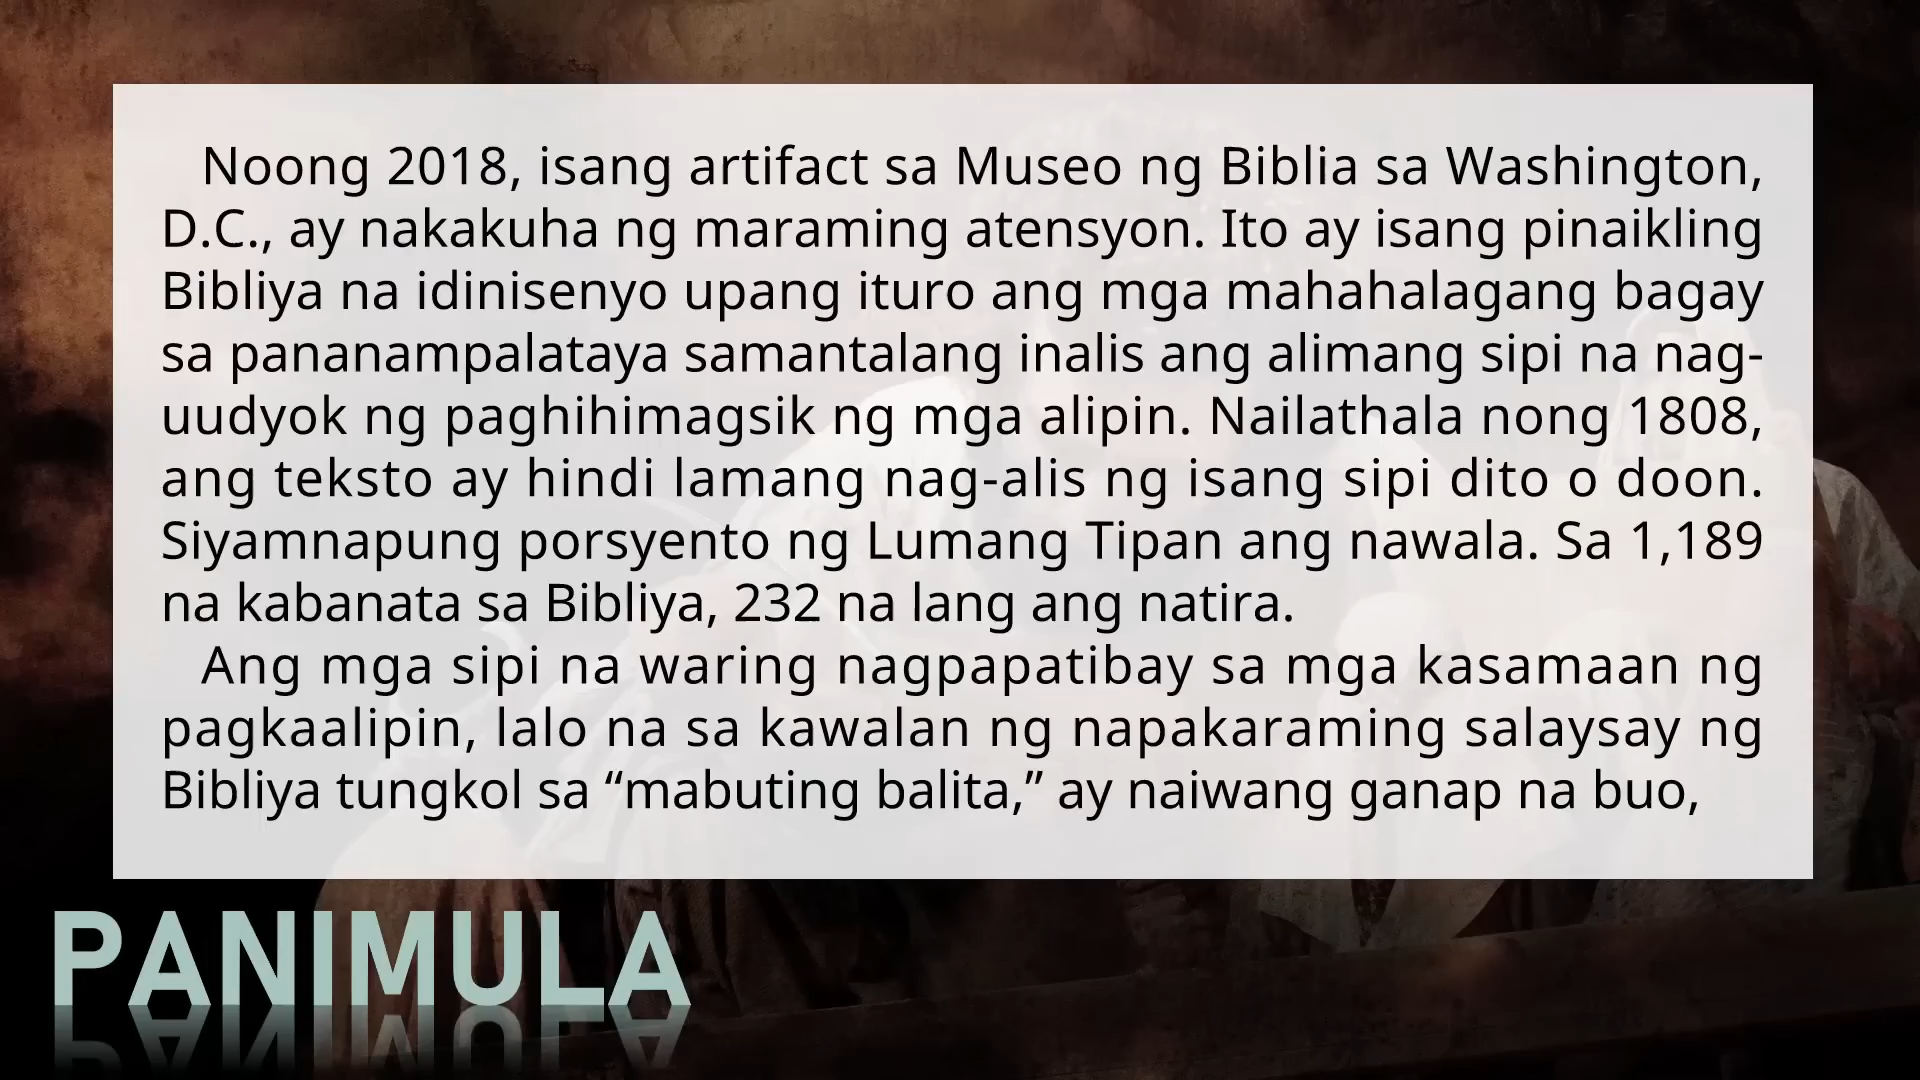 Noong 2018, isang artifact sa Museo ng Biblia sa Washington,
D.C., ay nakakuha ng maraming atensyon. Ito ay isang pinaikling
Bibliya na idinisenyo upang ituro ang mga mahahalagang bagay
sa pananampalataya samantalang inalis ang alimang sipi na nag-
uudyok ng paghihimagsik ng mga alipin. Nailathala nong 1808,
ang teksto ay hindi lamang nag-alis ng isang sipi dito o doon.
Siyamnapung porsyento ng Lumang Tipan ang nawala. Sa 1,189
na kabanata sa Bibliya, 232 na lang ang natira.
Ang mga sipi na waring nagpapatibay sa mga kasamaan ng
pagkaalipin, lalo na sa kawalan ng napakaraming salaysay ng
Bibliya tungkol sa “mabuting balita,” ay naiwang ganap na buo,
PANIMULA